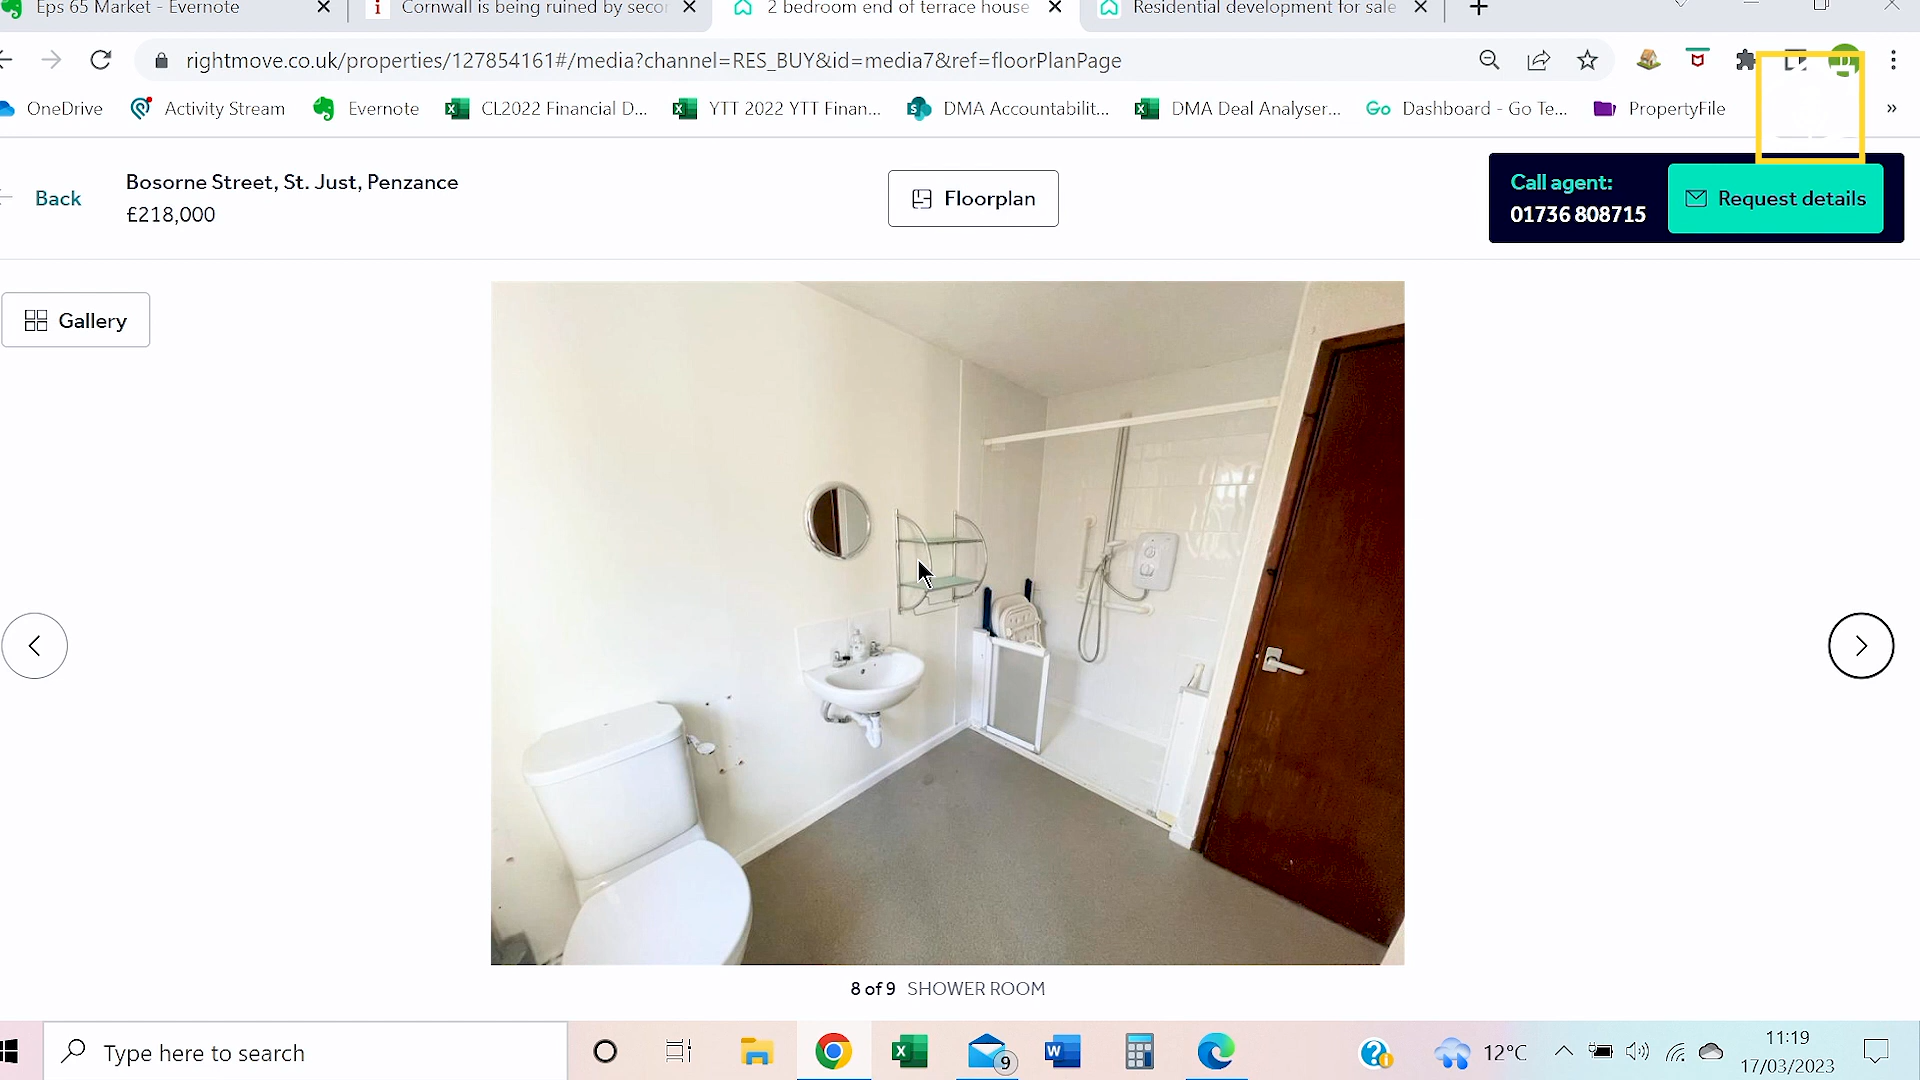 Eps 65 Market - Evernote
Cornwall is being ruined by secor
2 bedroom end of terrace house
Residential development for sale
rightmove.co.uk/properties/127854161#/media?channel=RES_BUY&id=media7&ref=floorPlanPage
OneDrive
Activity Stream
Evernote
CL2022 Financial D...
YTT 2022 YTT Finan...
DMA Accountabilit...
DMA Deal Analyser...
Go
Dashboard - Go Te...
PropertyFile
»
Back
Bosorne Street, St. Just, Penzance
£218,000
Floorplan
Call agent:
01736 808715
Request details
Gallery
8 of 9 SHOWER ROOM
Type here to search
9
12°C
11:19
17/03/2023